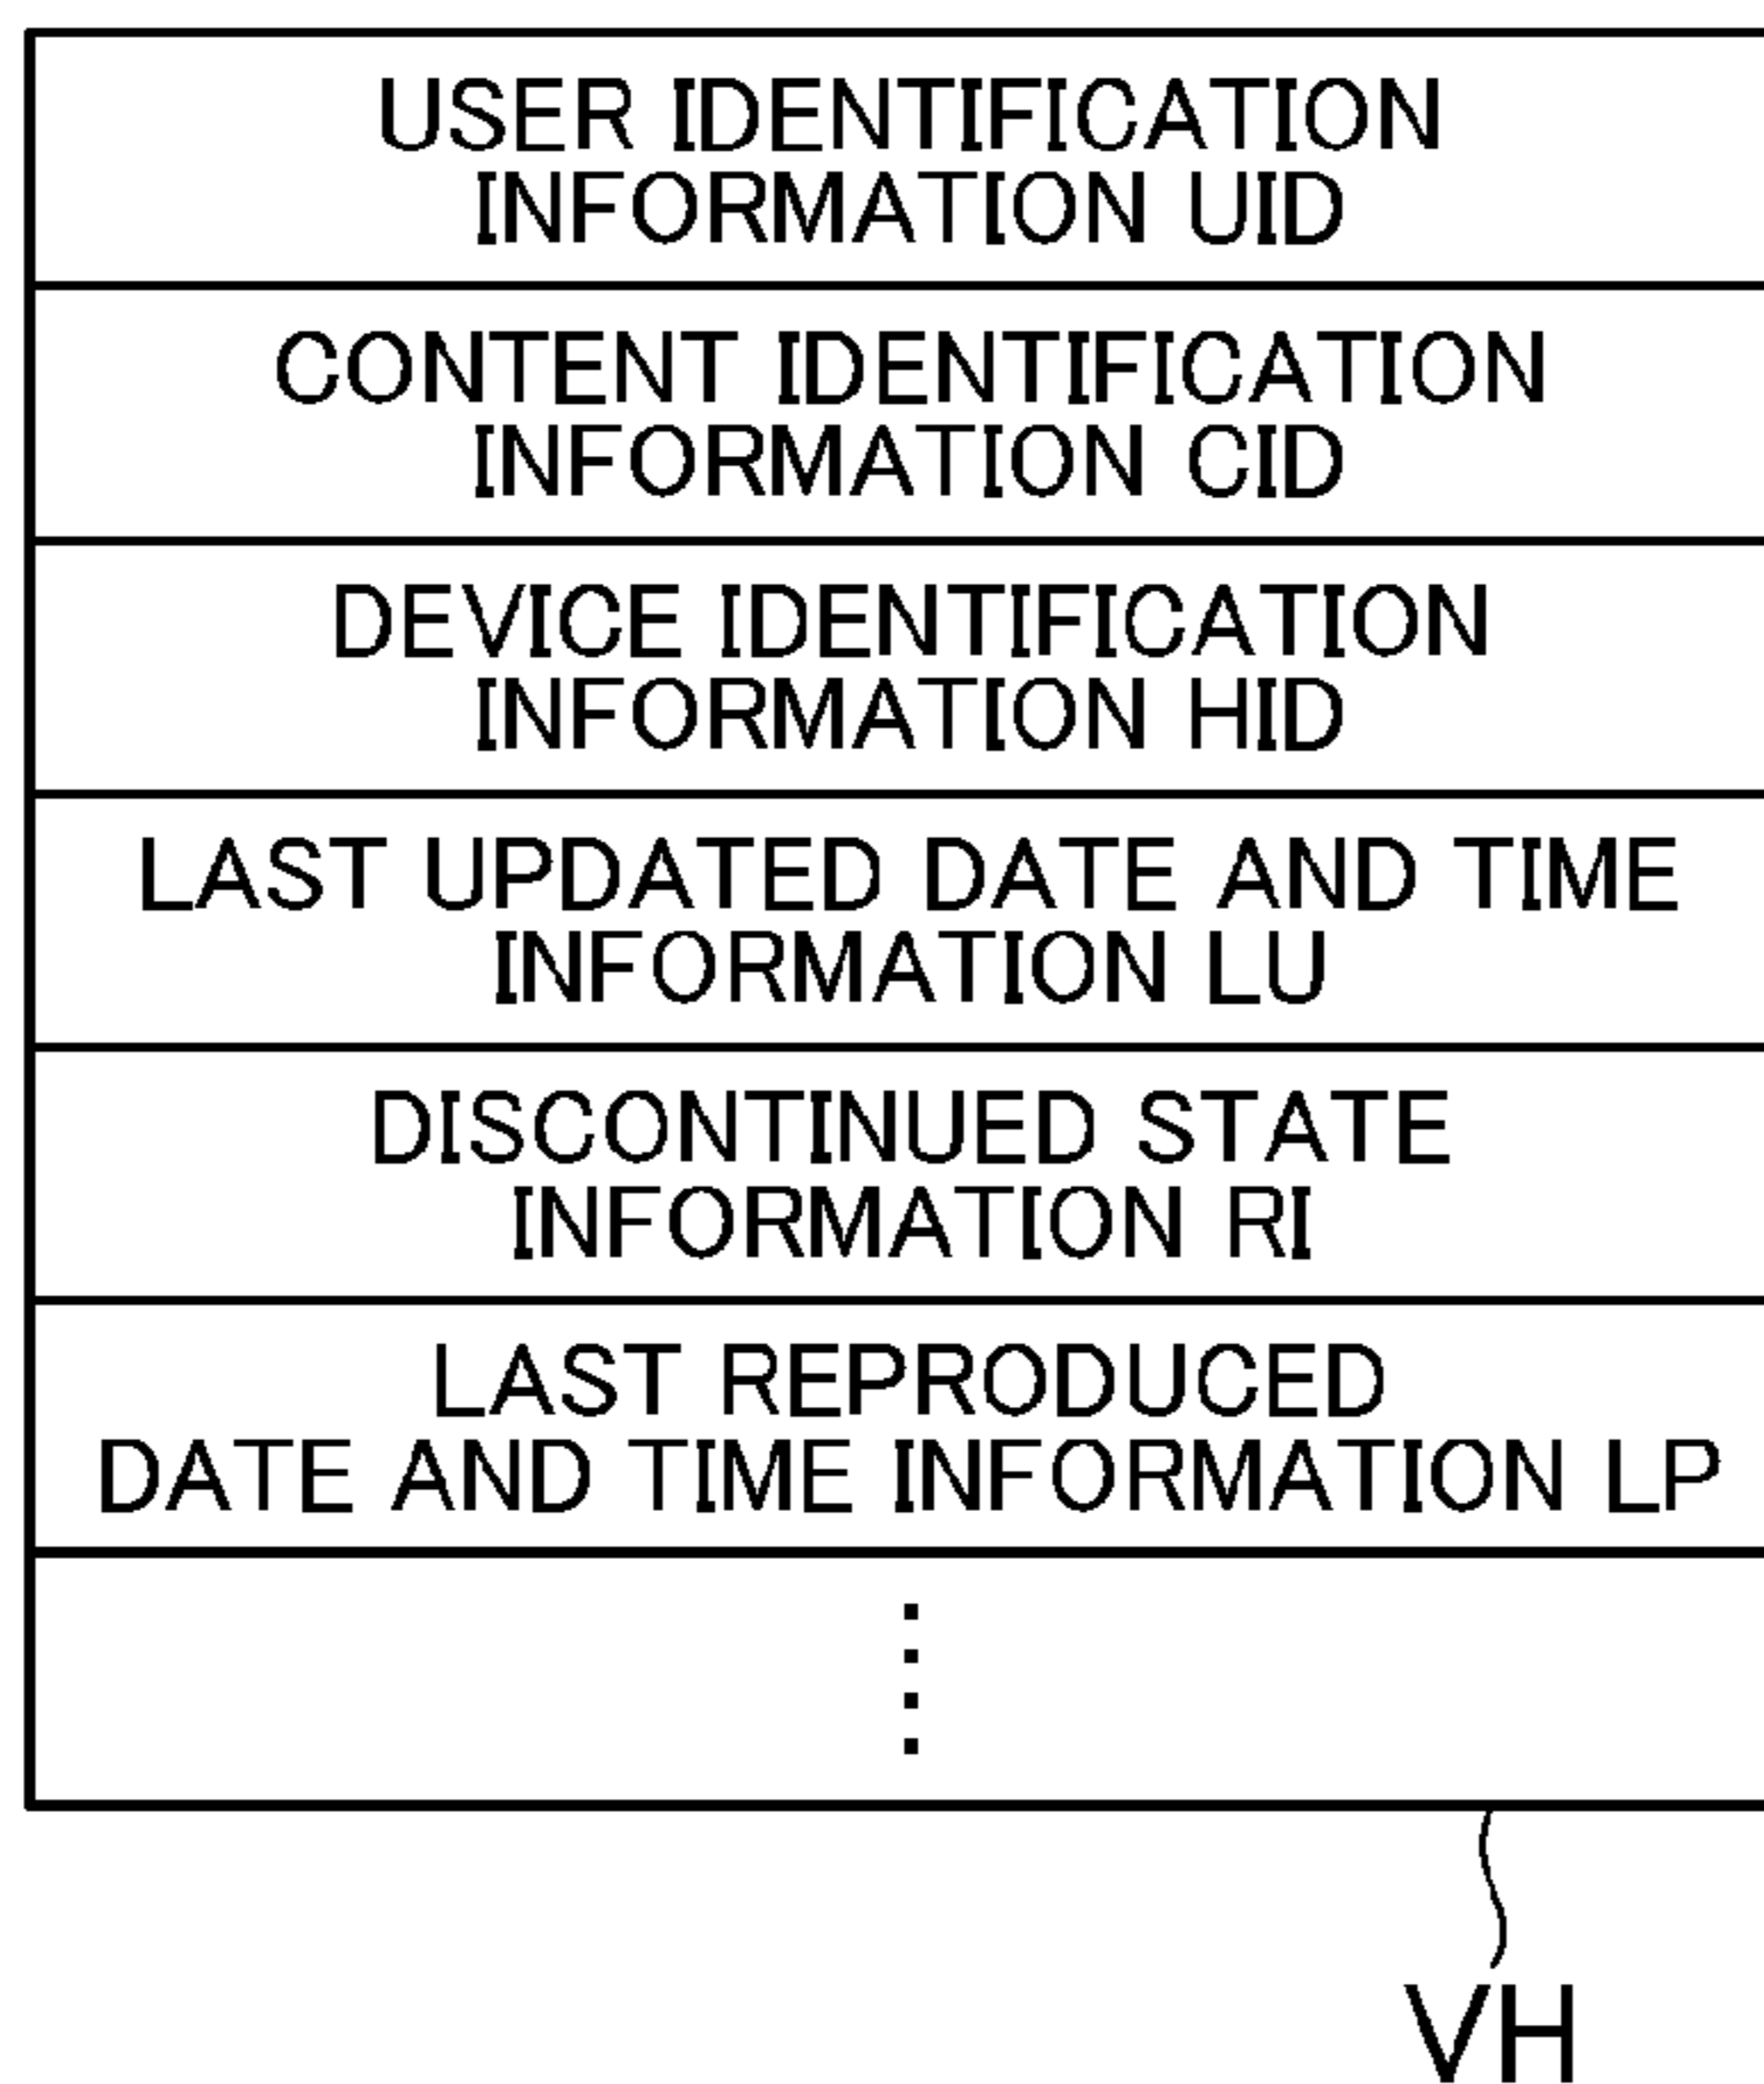 USER IDENTIFICATION
INFORMATION UID
CONTENT IDENTIFICATION
INFORMATION CID
DEVICE IDENTIFICATION
INFORMATION HID
LAST UPDATED DATE AND TIME
INFORMATION LU
DISCONTINUED STATE
INFORMATION RI
LAST REPRODUCED
DATE AND TIME INFORMATION LP
VH